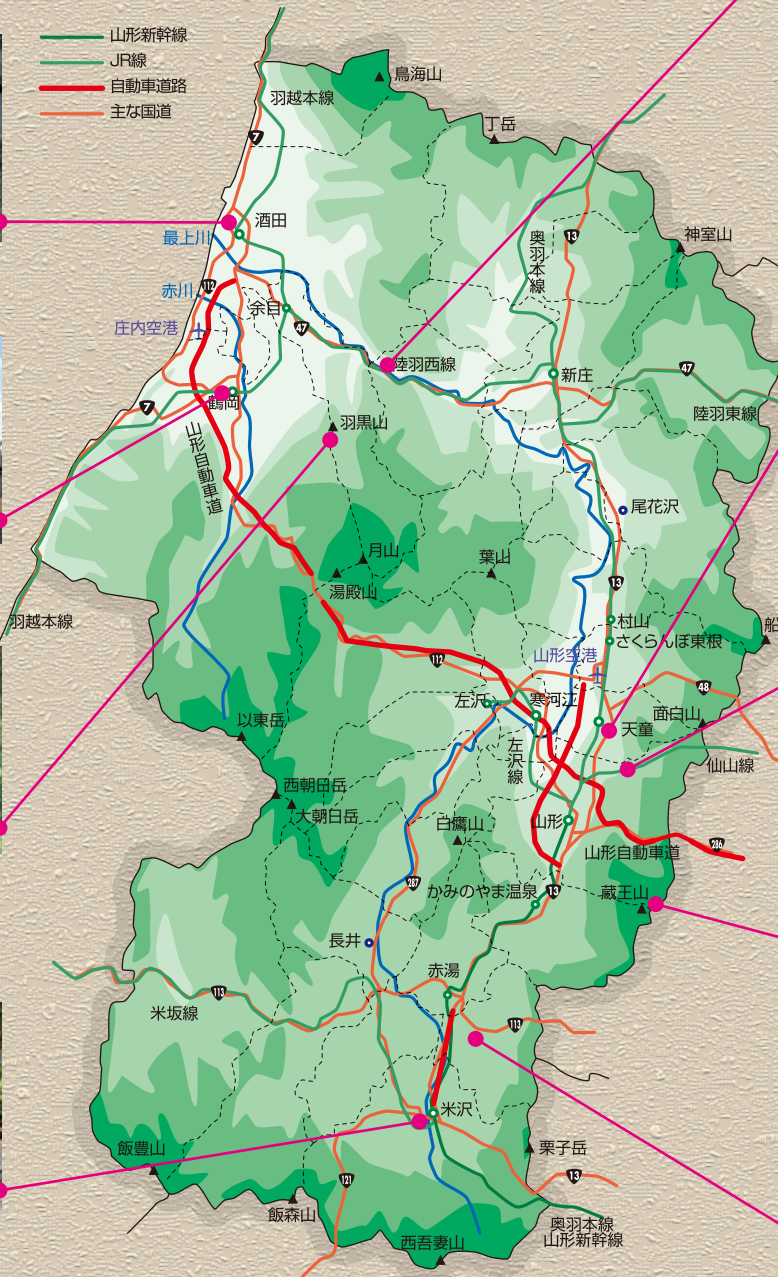 山形新幹線
JR線
自動車道路
主な国道
鳥海山
羽越本線
丁岳
7
酒田
最上川
13
奥羽本線
神室山
112
赤川
余目
庄内空港
47
陸羽西線
新庄
47
7
鶴岡
陸羽東線
羽黒山
山形自動車道
尾花沢
月山
葉山
湯殿山
13
羽越本線
村山
さくらんぼ東根
船
112
山形空港
48
左沢
寒河江
面白山
以東岳
天童
左沢線
仙山線
西朝日岳
大朝日岳
白鷹山
山形
286
山形自動車道
287
かみのやま温泉
13
蔵王山
長井
赤湯
113
米坂線
113
米沢
飯豊山
栗子岳
121
13
飯森山
奥羽本線
山形新幹線
西吾妻山